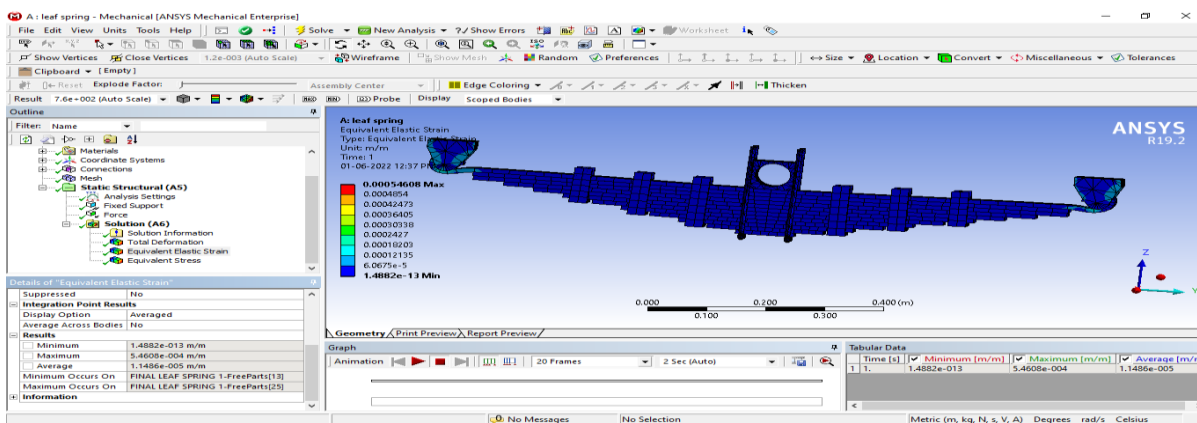 A : leaf spring - Mechanical [ANSYS Mechanical Enterprise]
File Edit View Units Tools Help Solve New Analysis ?/ Show Errors Worksheet
Show Vertices Close Vertices 1.2e-003 (Auto Scale) Wireframe Show Mesh Random Preferences Size Location Convert Miscellaneous Tolerances
Clipboard [Empty]
Reset Explode Factor: Assembly Center Edge Coloring Thicken
Result 7.6e+002 (Auto Scale) Probe Display Scoped Bodies
Outline
Filter: Name
Materials
Coordinate Systems
Connections
Mesh
Static Structural (A5)
Analysis Settings
Fixed Support
Force
Solution (A6)
Solution Information
Total Deformation
Equivalent Elastic Strain
Equivalent Stress
Details of "Equivalent Elastic Strain"
Suppressed No
Integration Point Results
Display Option Averaged
Average Across Bodies No
Results
Minimum 1.4882e-013 m/m
Maximum 5.4608e-004 m/m
Average 1.1486e-005 m/m
Minimum Occurs On FINAL LEAF SPRING 1-FreeParts[13]
Maximum Occurs On FINAL LEAF SPRING 1-FreeParts[25]
Information
A: leaf spring
Equivalent Elastic Strain
Type: Equivalent Elastic Strain
Unit: m/m
Time: 1
01-06-2022 12:37 P
0.00054608 Max
0.0004854
0.00042473
0.00036405
0.00030338
0.0002427
0.00018203
0.00012135
6.0675e-5
1.4882e-13 Min
ANSYS
R19.2
Z
Y
0.000 0.200 0.400 (m)
0.100 0.300
Geometry Print Preview Report Preview
Graph
Animation 20 Frames 2 Sec (Auto)
Tabular Data
Time [s] Minimum [m/m] Maximum [m/m] Average [m/
1 1. 1.4882e-013 5.4608e-004 1.1486e-005
0 No Messages No Selection Metric (m, kg, N, s, V, A) Degrees rad/s Celsius